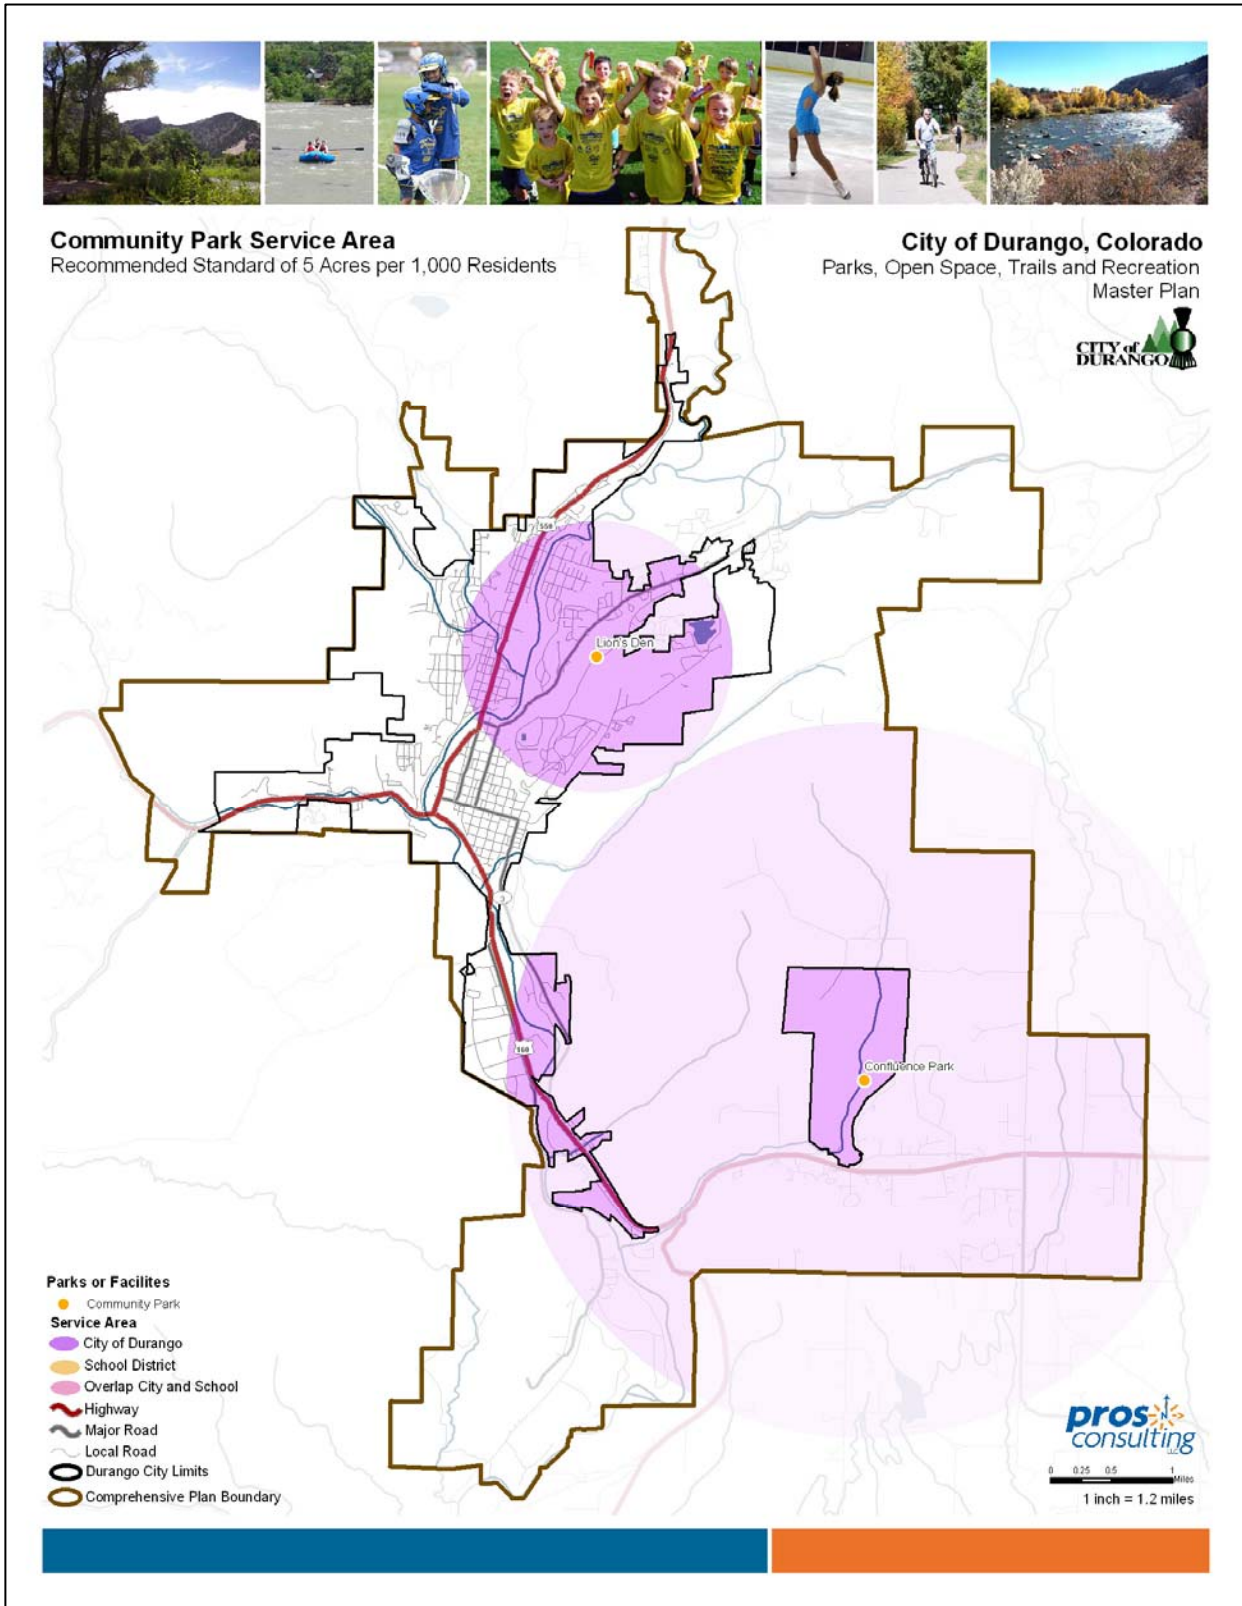 Community Park Service Area
Recommended Standard of 5 Acres per 1,000 Residents
City of Durango, Colorado
Parks, Open Space, Trails and Recreation
Master Plan
CITY of
DURANGO
550
Lion's Den
Confluence Park
Parks or Facilites
Community Park
Service Area
City of Durango
School District
Overlap City and School
Highway
Major Road
Local Road
Durango City Limits
Comprehensive Plan Boundary
pros
consulting
0 0.25 0.5 1
Miles
1 inch = 1.2 miles